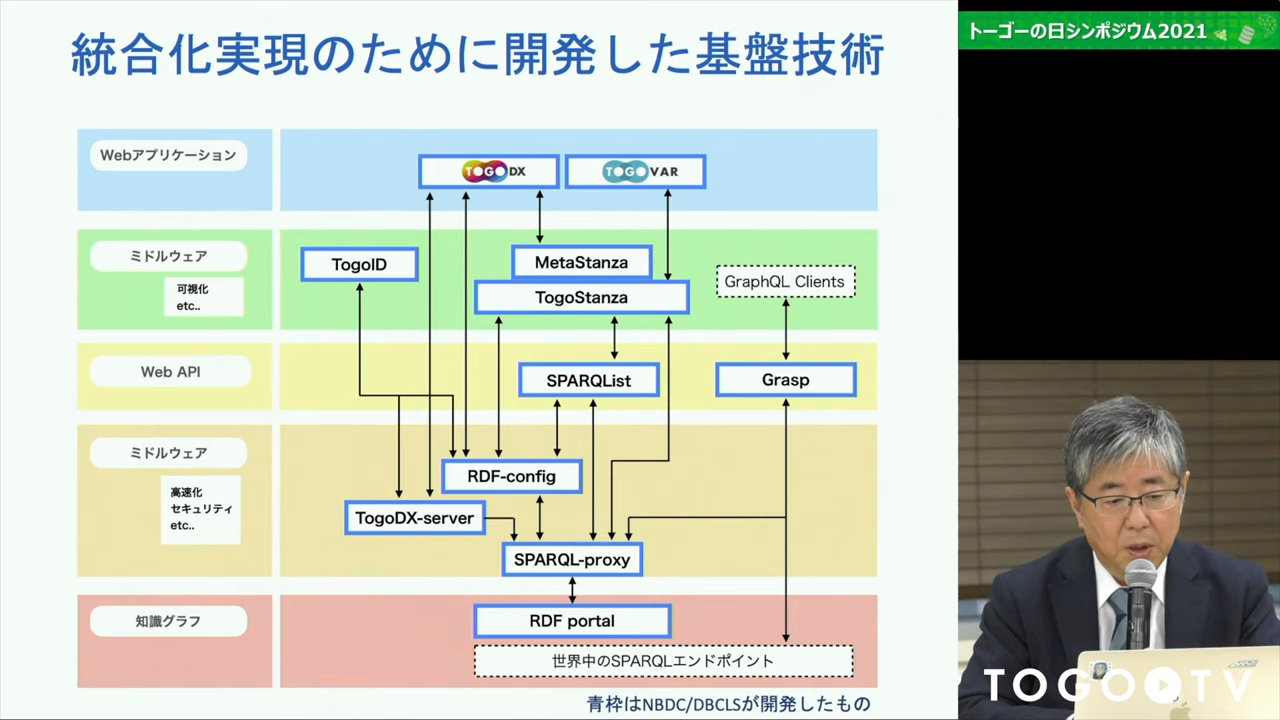 統合化実現のために開発した基盤技術
トーゴーの日シンポジウム2021
Webアプリケーション
TOGO DX
TOGO VAR
ミドルウェア
可視化
etc..
TogoID
MetaStanza
TogoStanza
GraphQL Clients
Web API
SPARQList
Grasp
ミドルウェア
高速化
セキュリティ
etc..
RDF-config
TogoDX-server
SPARQL-proxy
知識グラフ
RDF portal
世界中のSPARQLエンドポイント
青枠はNBDC/DBCLSが開発したもの
TOGO TV